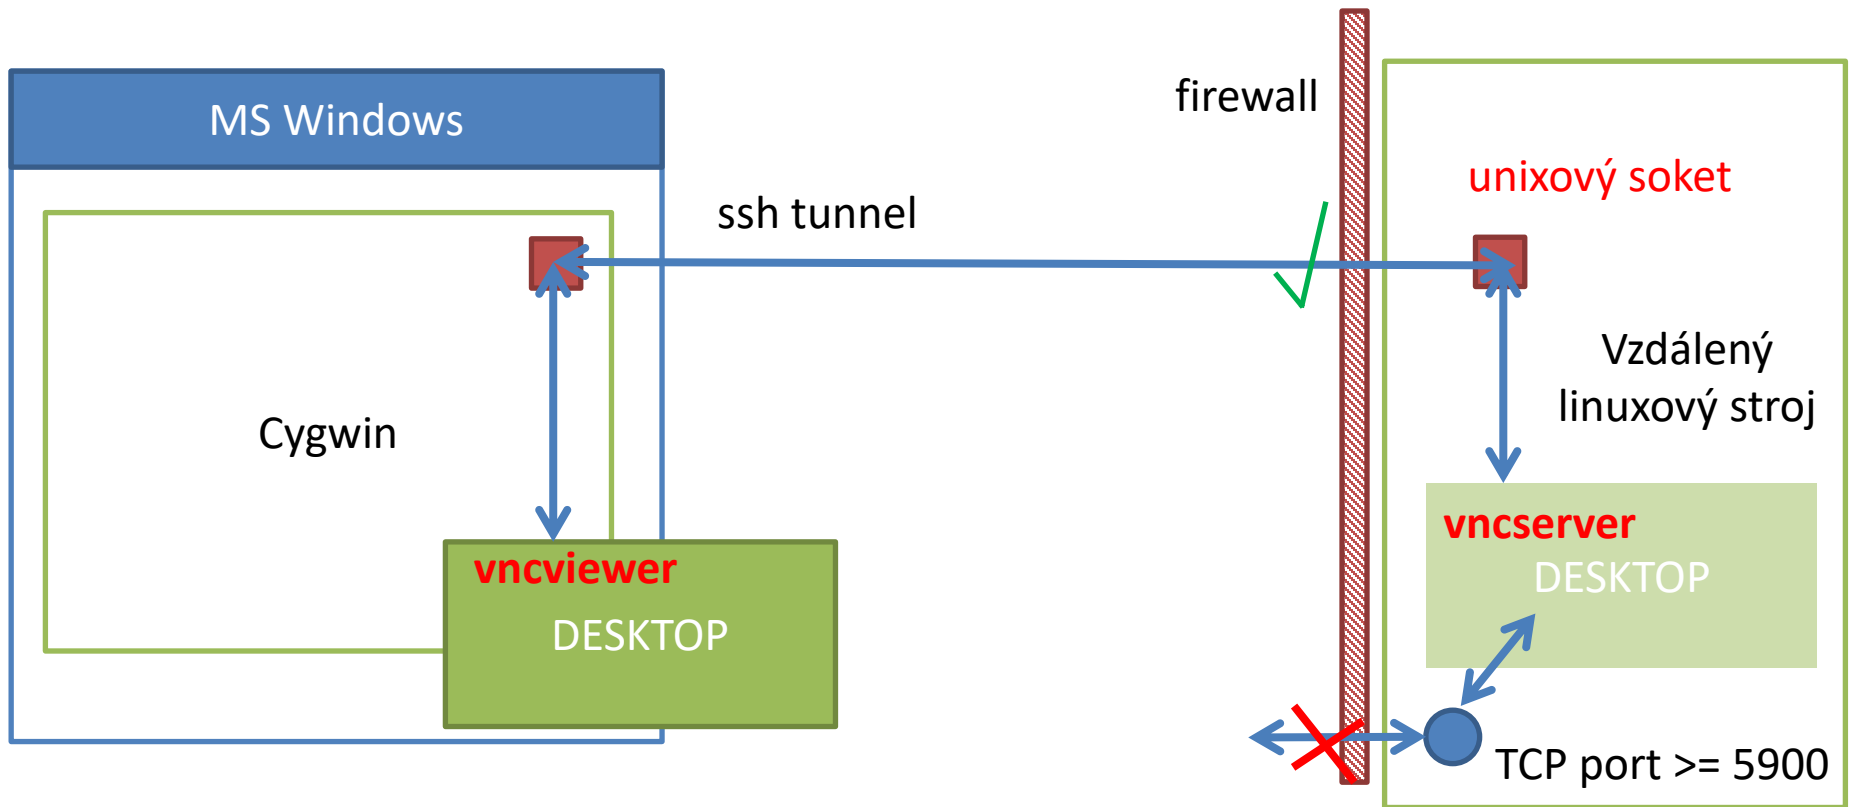 MS Windows
firewall
unixový soket
ssh tunnel
Vzdálený
linuxový stroj
Cygwin
vncviewer
DESKTOP
vncserver
DESKTOP
TCP port >= 5900